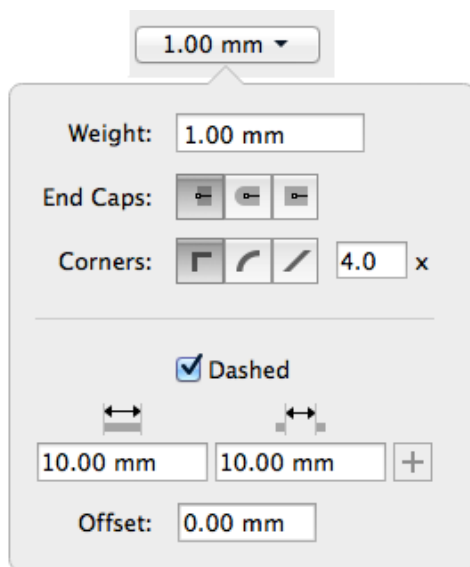 1.00 mm
Weight: 1.00 mm
End Caps:
Corners: 4.0 x
Dashed
10.00 mm 10.00 mm
Offset: 0.00 mm